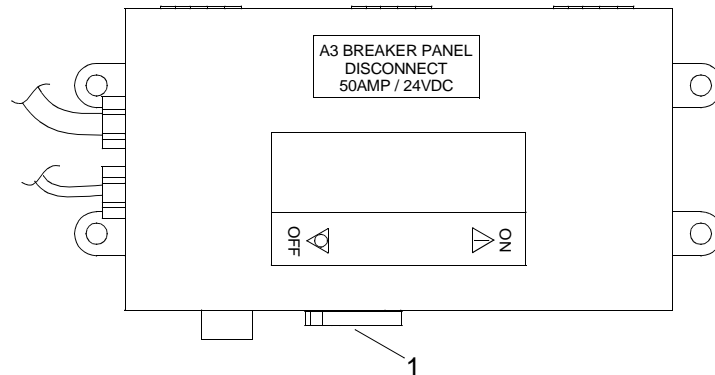 A3 BREAKER PANEL
DISCONNECT
50AMP / 24VDC
OFF
ON
1